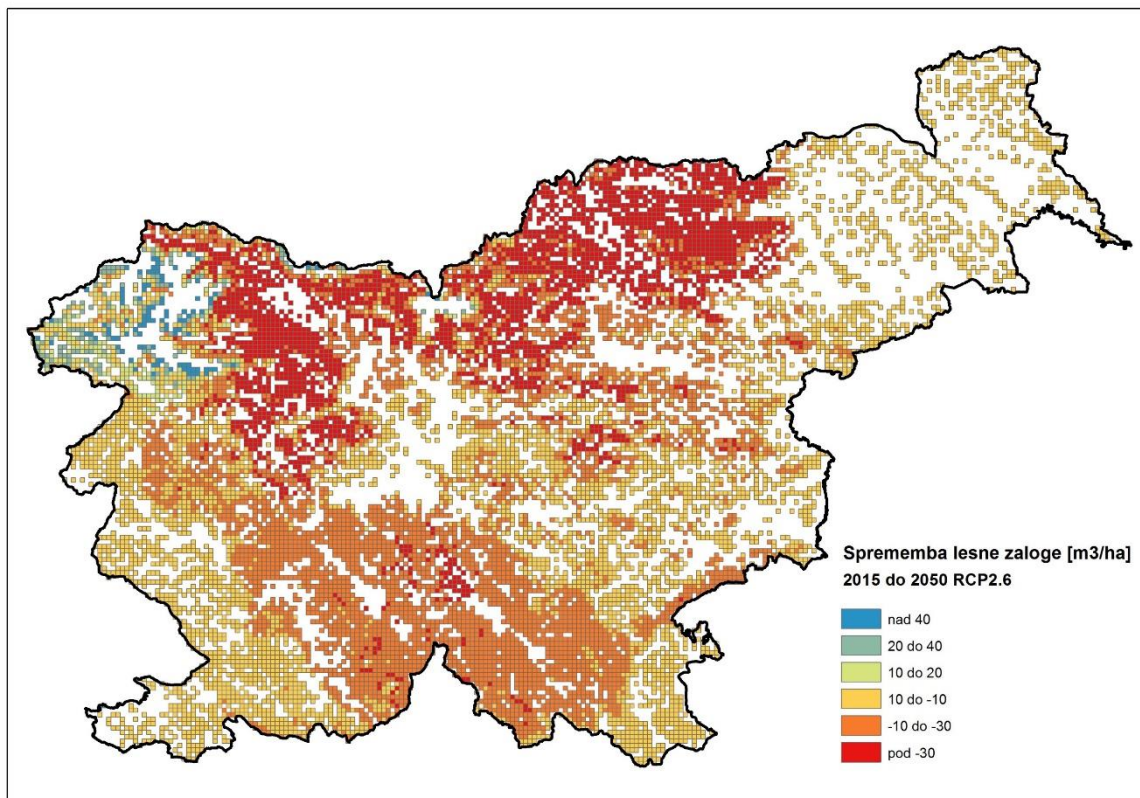 Sprememba lesne zaloge [m3/ha]
2015 do 2050 RCP2.6
nad 40
20 do 40
10 do 20
10 do -10
-10 do -30
pod -30